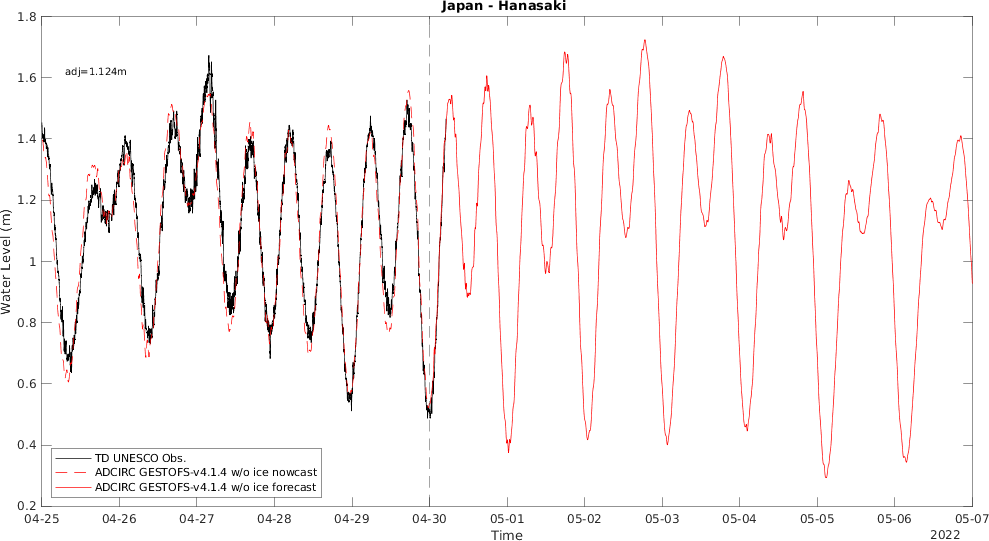 Japan - Hanasaki
1.8
1.6
1.4
1.2
1
0.8
0.6
0.4
0.2
Water Level (m)
adj=1.124m
TD UNESCO Obs.
ADCIRC GESTOFS-v4.1.4 w/o ice nowcast
ADCIRC GESTOFS-v4.1.4 w/o ice forecast
04-25 04-26 04-27 04-28 04-29 04-30 05-01 05-02 05-03 05-04 05-05 05-06 05-07
Time
2022